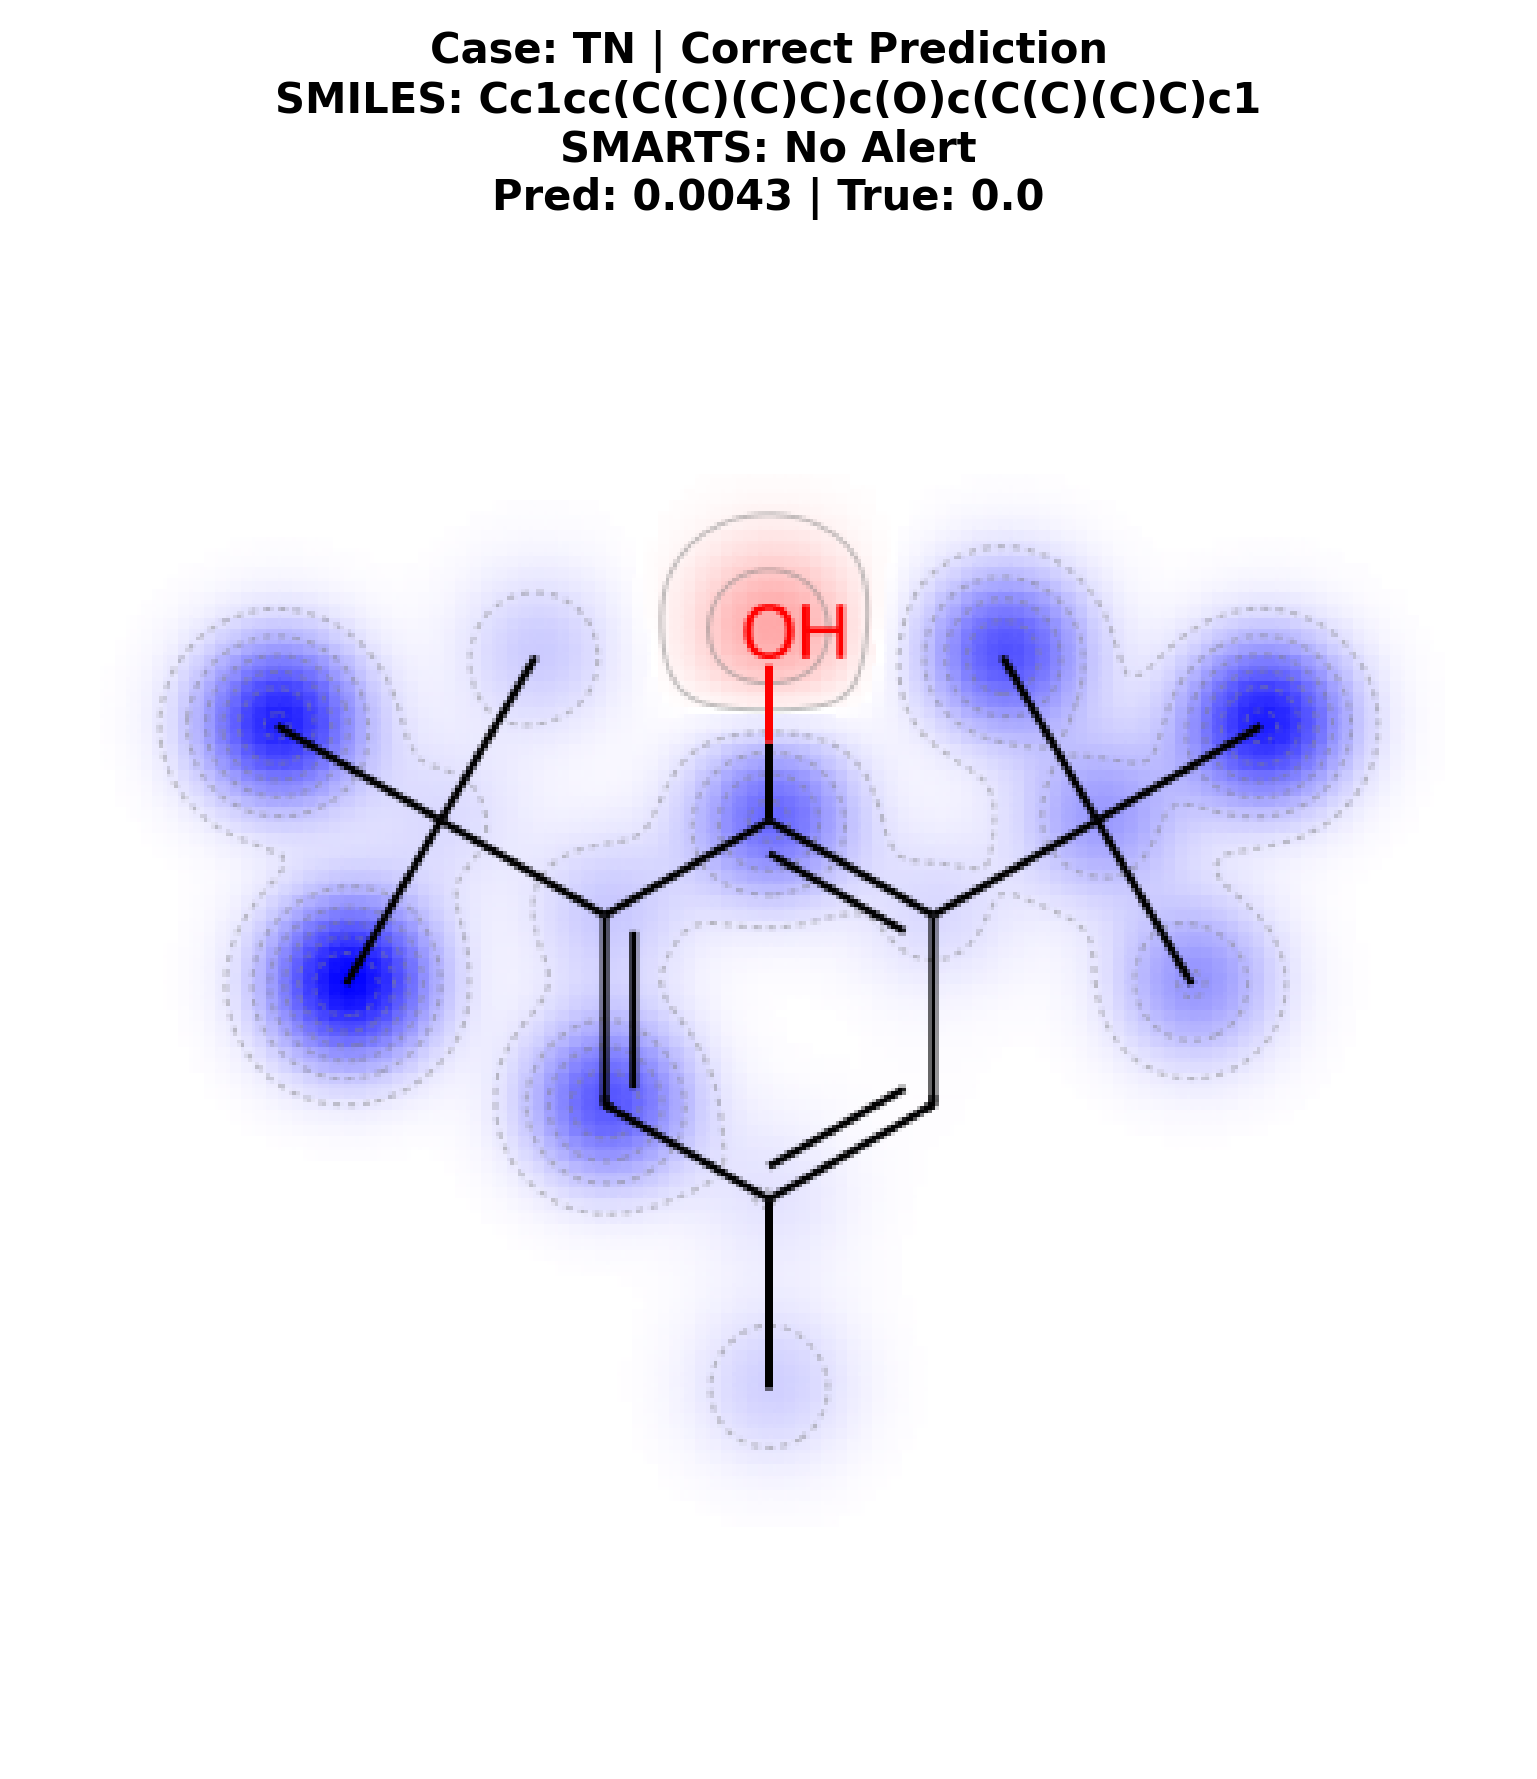 Case: TN | Correct Prediction
SMILES: Cc1cc(C(C)(C)C)c(O)c(C(C)(C)C)c1
SMARTS: No Alert
Pred: 0.0043 | True: 0.0
OH